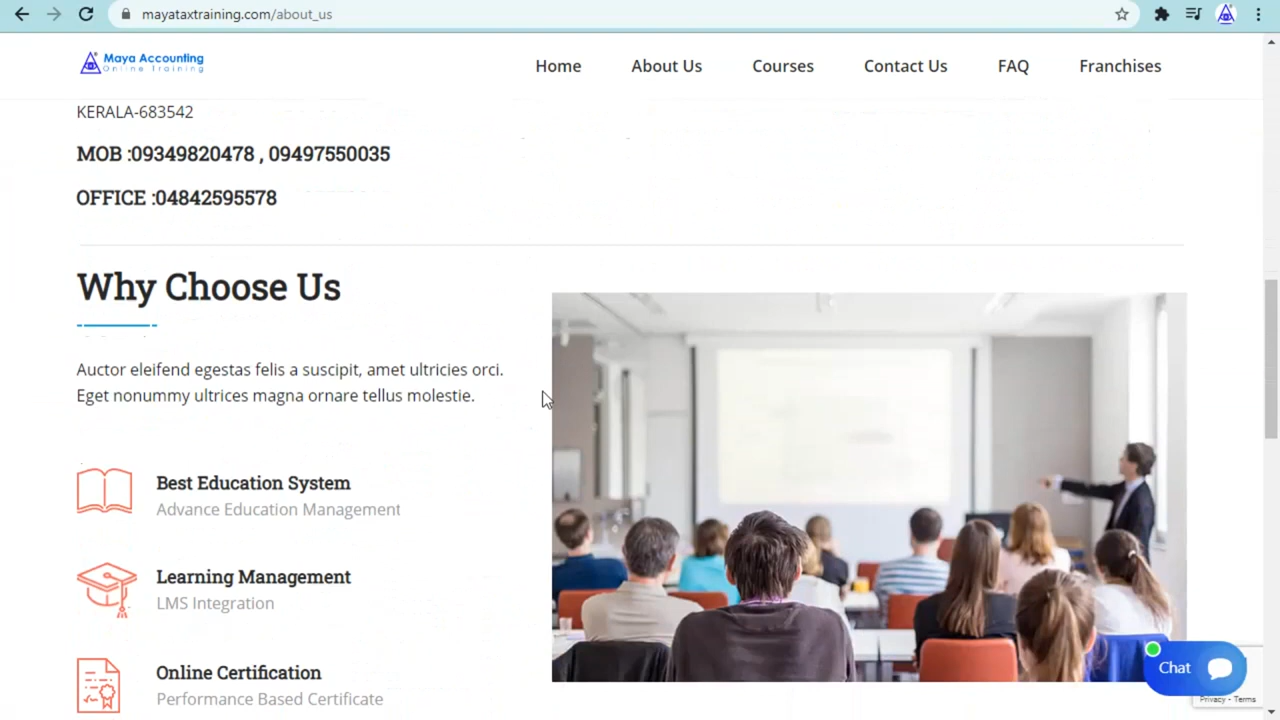 mayataxtraining.com/about_us
Maya Accounting
Online Training
Home About Us Courses Contact Us FAQ Franchises
KERALA-683542
MOB :09349820478 , 09497550035
OFFICE :04842595578
Why Choose Us
Auctor eleifend egestas felis a suscipit, amet ultricies orci.
Eget nonummy ultrices magna ornare tellus molestie.
Best Education System
Advance Education Management
Learning Management
LMS Integration
Online Certification
Performance Based Certificate
Chat
Privacy - Terms